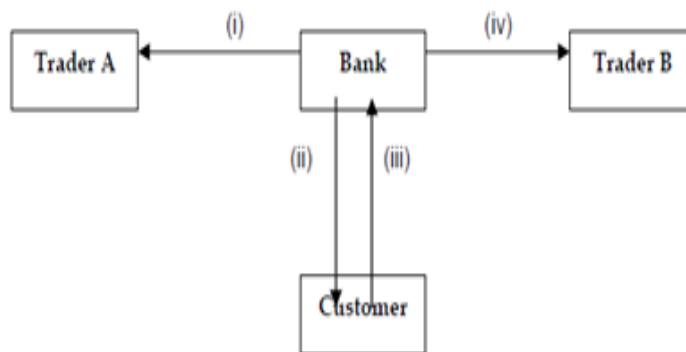 (i)
(iv)
Trader A
Bank
Trader B
(ii)
(iii)
Customer